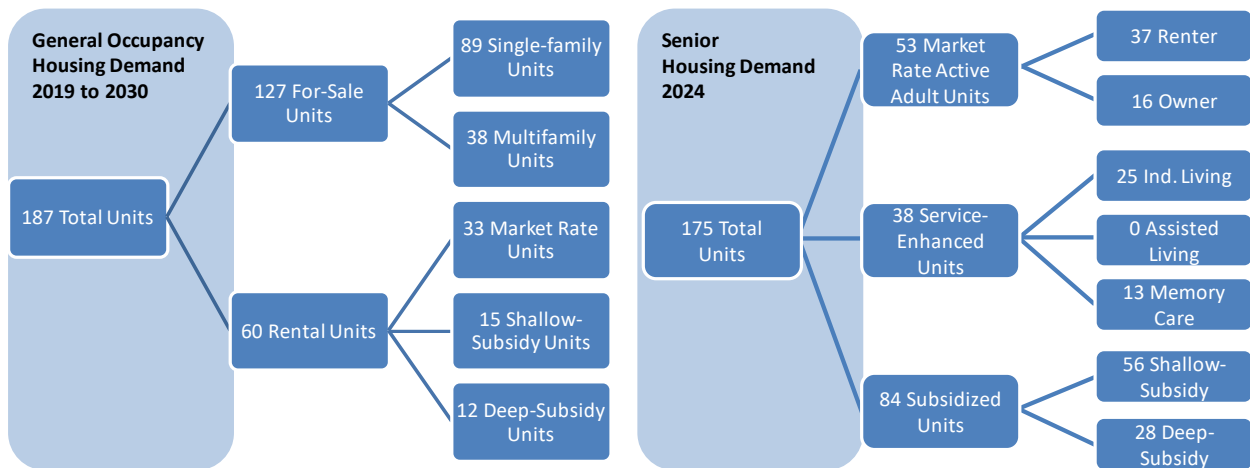 General Occupancy
Housing Demand
2019 to 2030
187 Total Units
127 For-Sale
Units
89 Single-family
Units
38 Multifamily
Units
60 Rental Units
33 Market Rate
Units
15 Shallow-
Subsidy Units
12 Deep-Subsidy
Units
Senior
Housing Demand
2024
175 Total
Units
53 Market
Rate Active
Adult Units
37 Renter
16 Owner
38 Service-
Enhanced
Units
25 Ind. Living
0 Assisted
Living
13 Memory
Care
84 Subsidized
Units
56 Shallow-
Subsidy
28 Deep-
Subsidy